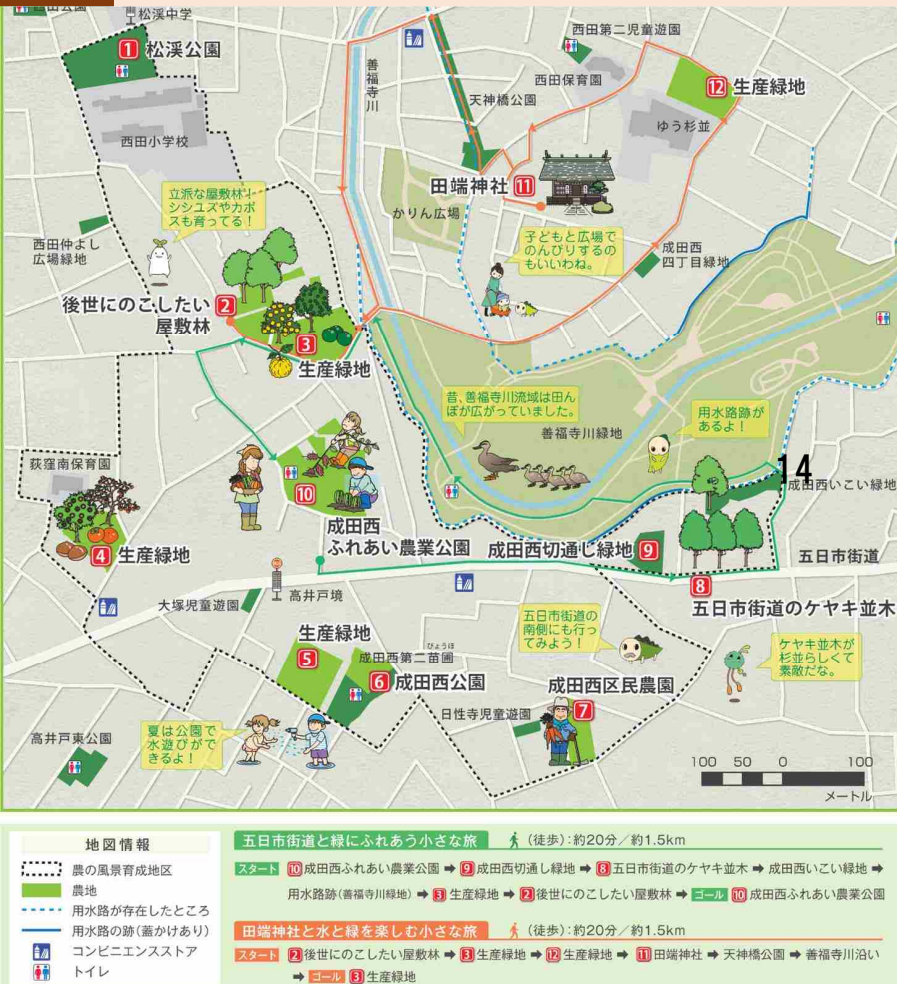 松渓中学
1 松渓公園
西田小学校
善福寺川
西田第二児童遊園
西田保育園
天神橋公園
12 生産緑地
ゆう杉並
田端神社 11
かりん広場
立派な屋敷林!
シシユズやカボ
スも育ってる!
西田仲よし
広場緑地
子どもと広場で
のんびりするの
もいいわね。
成田西
四丁目緑地
後世にのこしたい 2
屋敷林
3
生産緑地
昔、善福寺川流域は田ん
ぼが広がっていました。
善福寺川緑地
用水路跡が
あるよ!
荻窪南保育園
14
成田西いこい緑地
10
成田西
ふれあい農業公園
成田西切通し緑地 9
4 生産緑地
五日市街道
8
五日市街道のケヤキ並木
大塚児童遊園
高井戸境
生産緑地
5
びょうほ
成田西第二苗圃
6 成田西公園
五日市街道の
南側にも行っ
てみよう!
ケヤキ並木が
杉並らしくて
素敵だな。
成田西区民農園
7
日性寺児童遊園
夏は公園で
水遊びがで
きるよ!
高井戸東公園
100 50 0 100
メートル
地図情報
農の風景育成地区
農地
用水路が存在したところ
用水路の跡(蓋かけあり)
コンビニエンスストア
トイレ
五日市街道と緑にふれあう小さな旅 (徒歩):約20分/約1.5km
スタート 10 成田西ふれあい農業公園 ➡ 9 成田西切通し緑地 ➡ 8 五日市街道のケヤキ並木 ➡ 成田西いこい緑地 ➡
用水路跡(善福寺川緑地) ➡ 3 生産緑地 ➡ 2 後世にのこしたい屋敷林 ➡ ゴール 10 成田西ふれあい農業公園
田端神社と水と緑を楽しむ小さな旅 (徒歩):約20分/約1.5km
スタート 2 後世にのこしたい屋敷林 ➡ 3 生産緑地 ➡ 12 生産緑地 ➡ 11 田端神社 ➡ 天神橋公園 ➡ 善福寺川沿い
➡ ゴール 3 生産緑地